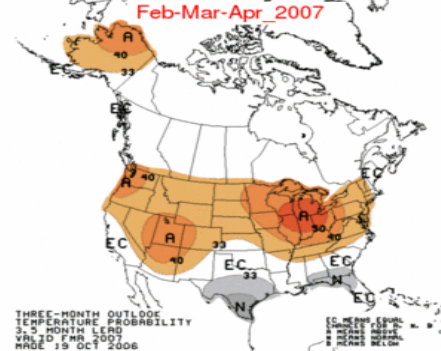 Feb-Mar-Apr_2007
A
40
33
EC
EC
A
40
EC
A
50
40
A
33
EC
EC
EC
40
33
N
N
EC
THREE-MONTH OUTLOOK
TEMPERATURE PROBABILITY
3.5 MONTH LEAD
VALID FMA 2007
MADE 19 OCT 2006
EC MEANS EQUAL
CHANCES FOR A, N, B
A MEANS ABOVE
N MEANS NORMAL
B MEANS BELOW